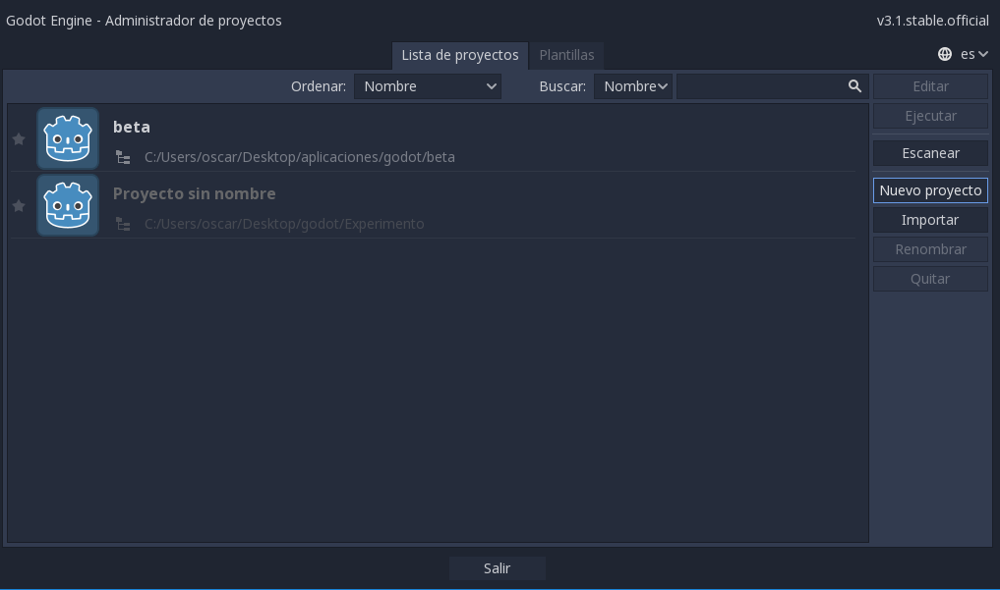 Godot Engine - Administrador de proyectos
v3.1.stable.official
Lista de proyectos
Plantillas
es
Ordenar:
Nombre
Buscar:
Nombre
Editar
Ejecutar
Escanear
Nuevo proyecto
Importar
Renombrar
Quitar
beta
C:/Users/oscar/Desktop/aplicaciones/godot/beta
Proyecto sin nombre
C:/Users/oscar/Desktop/godot/Experimento
Salir